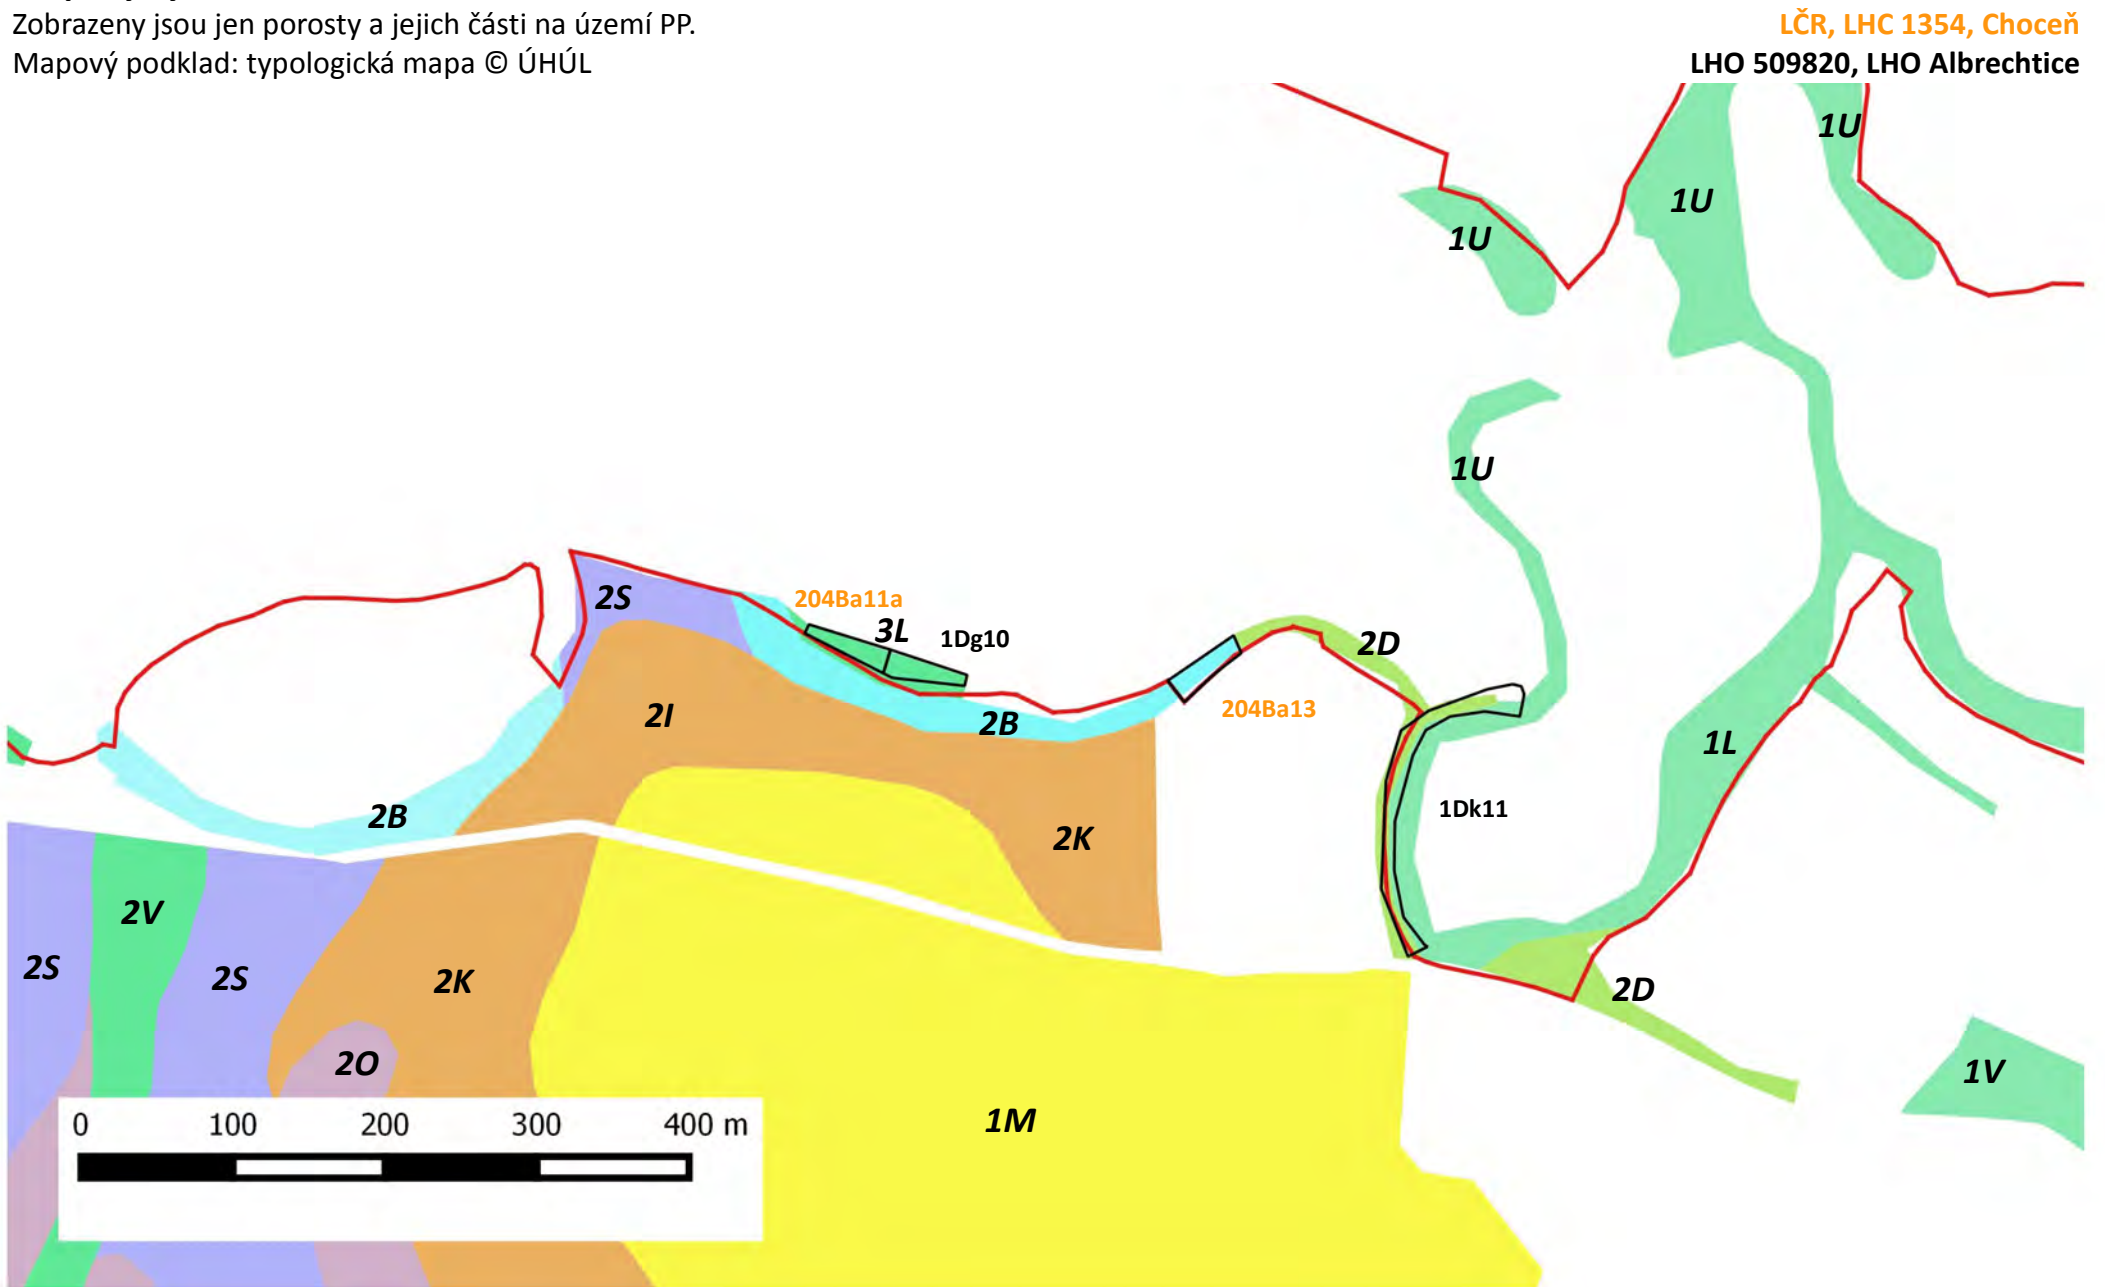 Zobrazeny jsou jen porosty a jejich části na území PP.
Mapový podklad: typologická mapa © ÚHÚL
LČR, LHC 1354, Choceň
LHO 509820, LHO Albrechtice
1U
1U
1U
1U
2S
204Ba11a
3L
1Dg10
2D
204Ba13
2I
2B
1L
2B
2K
1Dk11
2V
2S
2S
2K
2D
2O
1V
1M
0 100 200 300 400 m